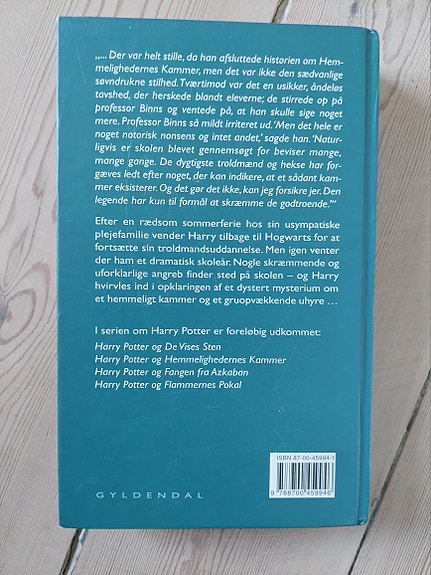 „... Der var helt stille, da han afsluttede historien om Hem-
melighedernes Kammer, men det var ikke den sædvanlige
søvndrukne stilhed. Tværtimod var det en usikker, åndeløs
tavshed, der herskede blandt eleverne; de stirrede op på
professor Binns og ventede på, at han skulle sige noget
mere. Professor Binns så mildt irriteret ud. 'Men det hele er
noget notorisk nonsens og intet andet,' sagde han. 'Natur-
ligvis er skolen blevet gennemsøgt for beviser mange,
mange gange. De dygtigste troldmænd og hekse har for-
gæves ledt efter noget, der kan indikere, at et sådant kam-
mer eksisterer. Og det gør det ikke, kan jeg forsikre jer. Den
legende har kun til formål at skræmme de godtroende.'"
Efter en rædsom sommerferie hos sin usympatiske
plejefamilie vender Harry tilbage til Hogwarts for at
fortsætte sin troldmandsuddannelse. Men igen venter
der ham et dramatisk skoleår. Nogle skræmmende og
uforklarlige angreb finder sted på skolen – og Harry
hvirvles ind i opklaringen af et dystert mysterium om
et hemmeligt kammer og et gruopvækkende uhyre ...
I serien om Harry Potter er foreløbig udkommet:
Harry Potter og De Vises Sten
Harry Potter og Hemmelighedernes Kammer
Harry Potter og Fangen fra Azkaban
Harry Potter og Flammernes Pokal
ISBN 87-00-45994-1
9 788700 459946
GYLDENDAL